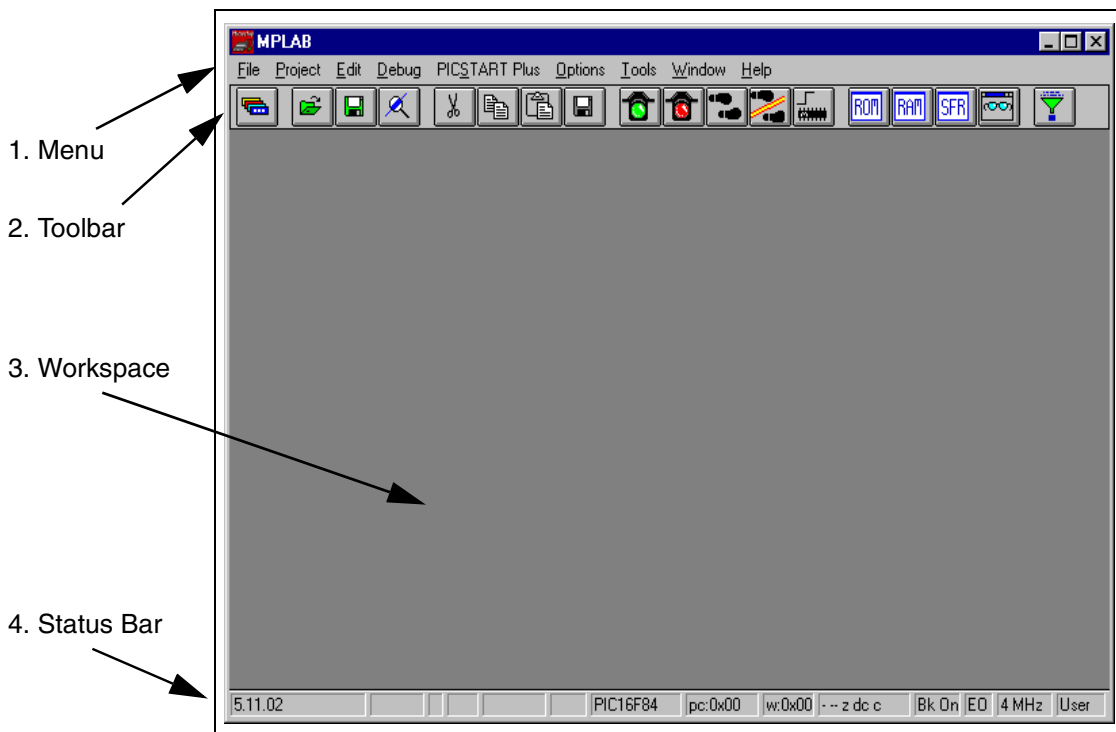 MPLAB
File Project Edit Debug PICSTART Plus Options Tools Window Help
ROM RAM SFR
1. Menu
2. Toolbar
3. Workspace
4. Status Bar
5.11.02 PIC16F84 pc:0x00 w:0x00 - -- z dc c Bk On EO 4 MHz User